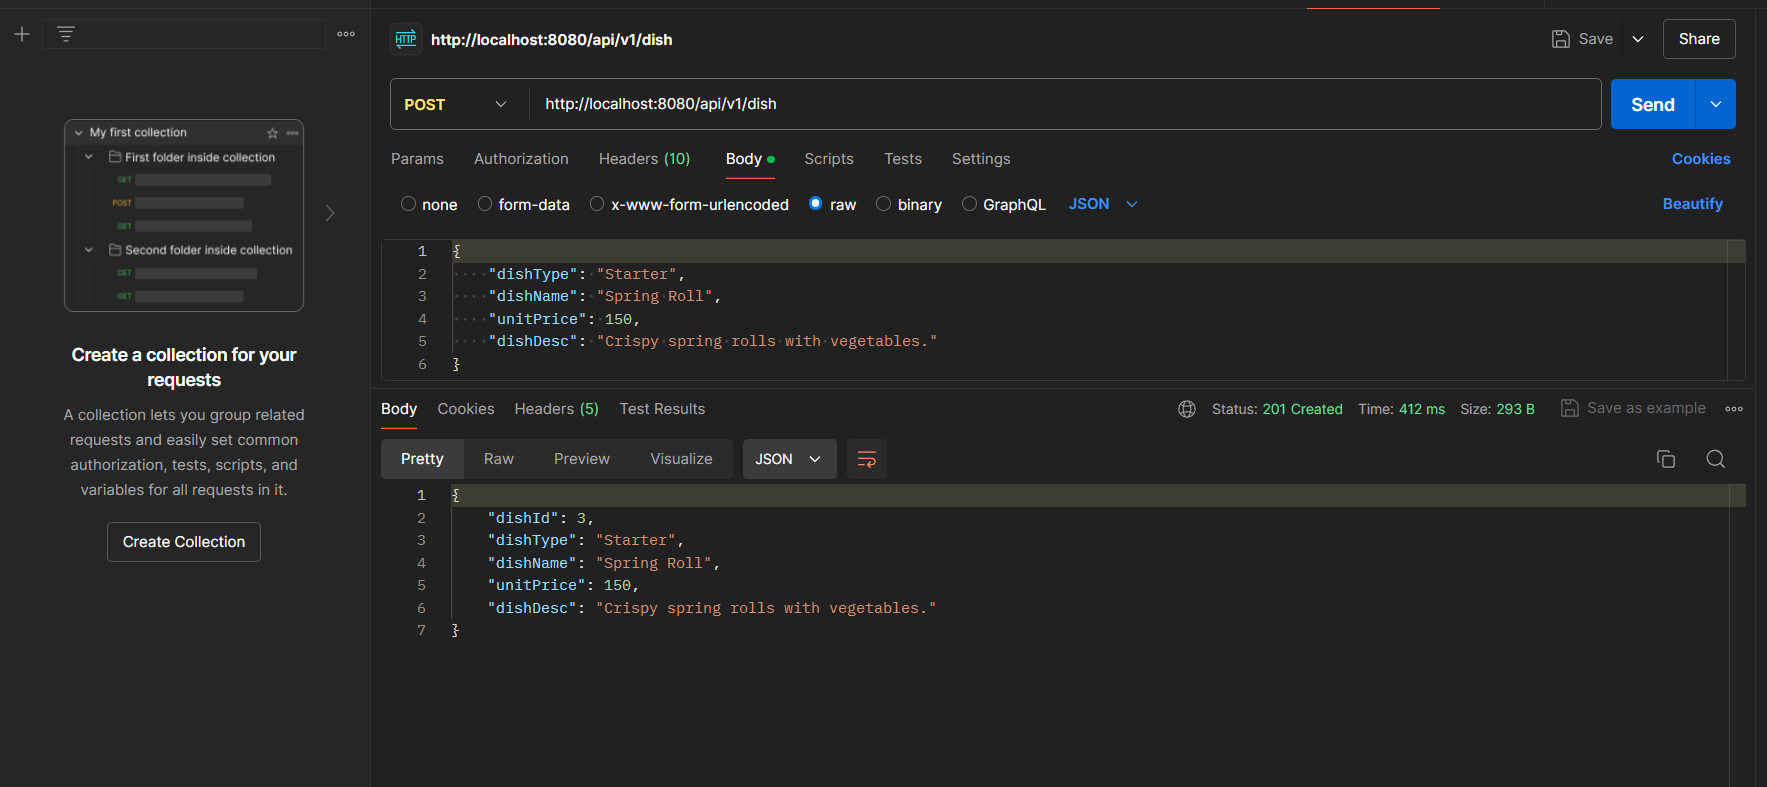 http://localhost:8080/api/v1/dish
Save
Share
My first collection
First folder inside collection
GET
POST
GET
Second folder inside collection
GET
GET
Create a collection for your
requests
A collection lets you group related
requests and easily set common
authorization, tests, scripts, and
variables for all requests in it.
Create Collection
POST http://localhost:8080/api/v1/dish Send
Params Authorization Headers (10) Body Scripts Tests Settings Cookies
none form-data x-www-form-urlencoded raw binary GraphQL JSON Beautify
1 {
2 "dishType": "Starter",
3 "dishName": "Spring Roll",
4 "unitPrice": 150,
5 "dishDesc": "Crispy spring rolls with vegetables."
6 }
Body Cookies Headers (5) Test Results Status: 201 Created Time: 412 ms Size: 293 B Save as example
Pretty Raw Preview Visualize JSON
1 {
2 "dishId": 3,
3 "dishType": "Starter",
4 "dishName": "Spring Roll",
5 "unitPrice": 150,
6 "dishDesc": "Crispy spring rolls with vegetables."
7 }